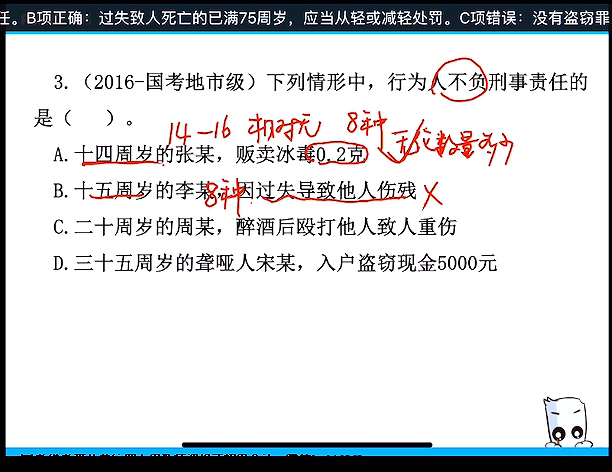 任。B项正确：过失致人死亡的已满75周岁，应当从轻或减轻处罚。C项错误：没有盗窃罪
3.（2016-国考地市级）下列情形中，行为人不负刑事责任的
是（ ）。
14-16 相对无 8种
无论数量多少
A.十四周岁的张某，贩卖冰毒0.2克
B.十五周岁的李某，因过失导致他人伤残
8种
C.二十周岁的周某，醉酒后殴打他人致人重伤
D.三十五周岁的聋哑人宋某，入户盗窃现金5000元